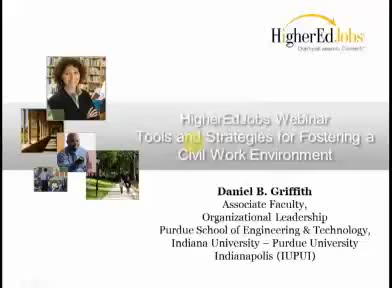 HigherEdJobs
HigherEdJobs Webinar
Tools and Strategies for Fostering a
Civil Work Environment
Daniel B. Griffith
Associate Faculty,
Organizational Leadership
Purdue School of Engineering & Technology,
Indiana University – Purdue University
Indianapolis (IUPUI)